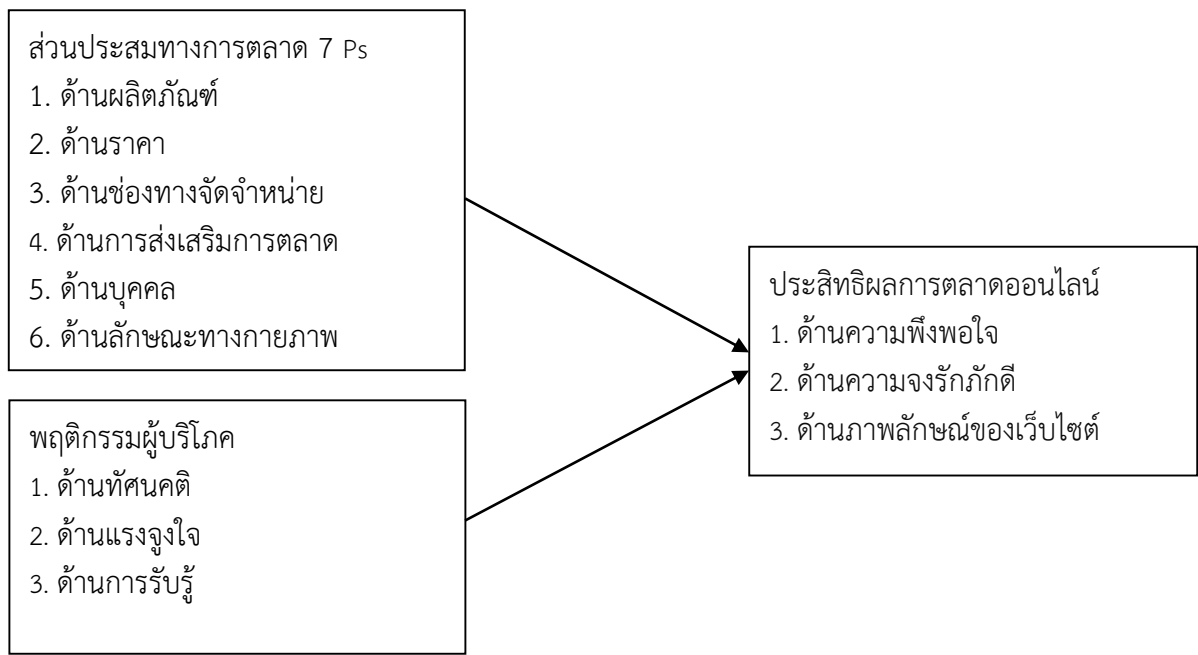 ส่วนประสมทางการตลาด 7 Ps
1. ด้านผลิตภัณฑ์
2. ด้านราคา
3. ด้านช่องทางจัดจำหน่าย
4. ด้านการส่งเสริมการตลาด
5. ด้านบุคคล
6. ด้านลักษณะทางกายภาพ
พฤติกรรมผู้บริโภค
1. ด้านทัศนคติ
2. ด้านแรงจูงใจ
3. ด้านการรับรู้
ประสิทธิผลการตลาดออนไลน์
1. ด้านความพึงพอใจ
2. ด้านความจงรักภักดี
3. ด้านภาพลักษณ์ของเว็บไซต์